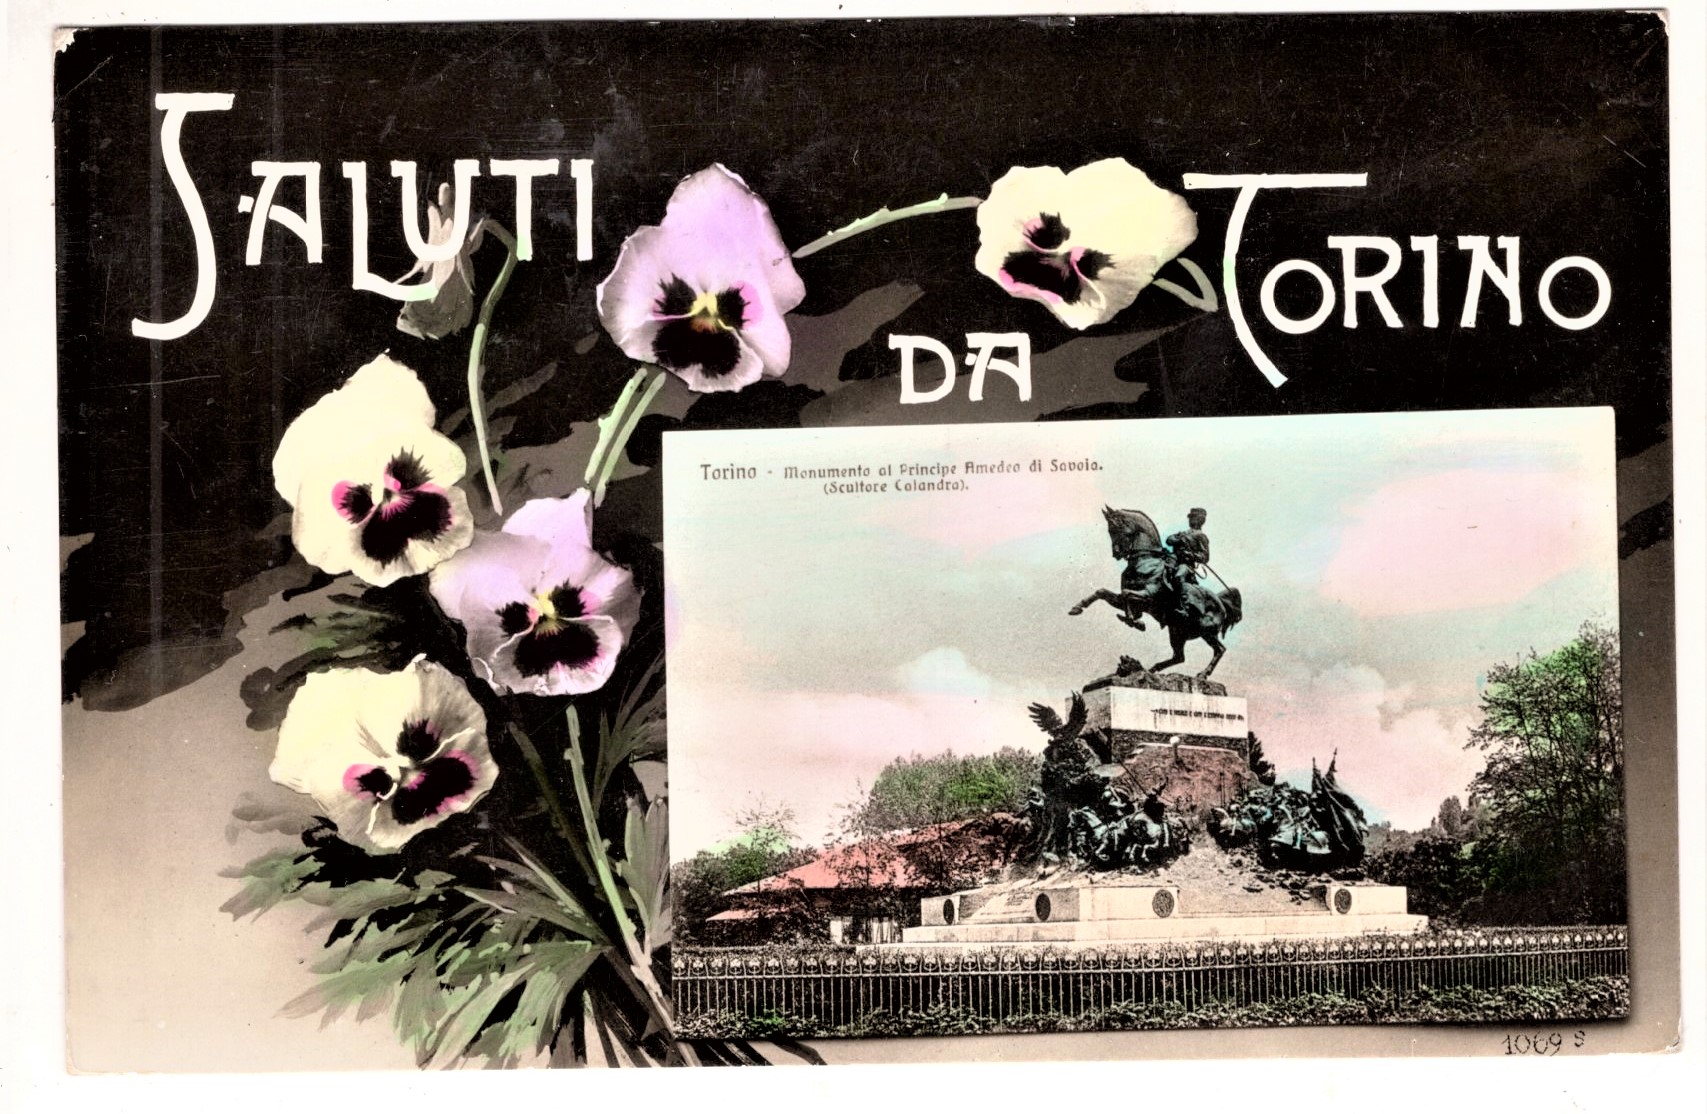 SALUTI
DA
TORINO
Torino - Monumento al Principe Amedeo di Savoia.
(Scultore Calandra).
1069 S